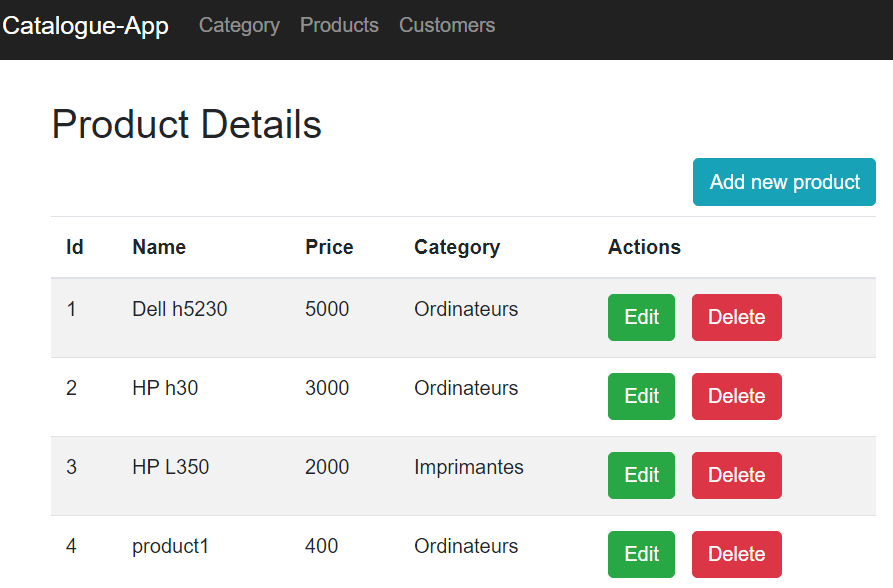 Catalogue-App Category Products Customers
Product Details
Add new product
Id Name Price Category Actions
1 Dell h5230 5000 Ordinateurs Edit Delete
2 HP h30 3000 Ordinateurs Edit Delete
3 HP L350 2000 Imprimantes Edit Delete
4 product1 400 Ordinateurs Edit Delete